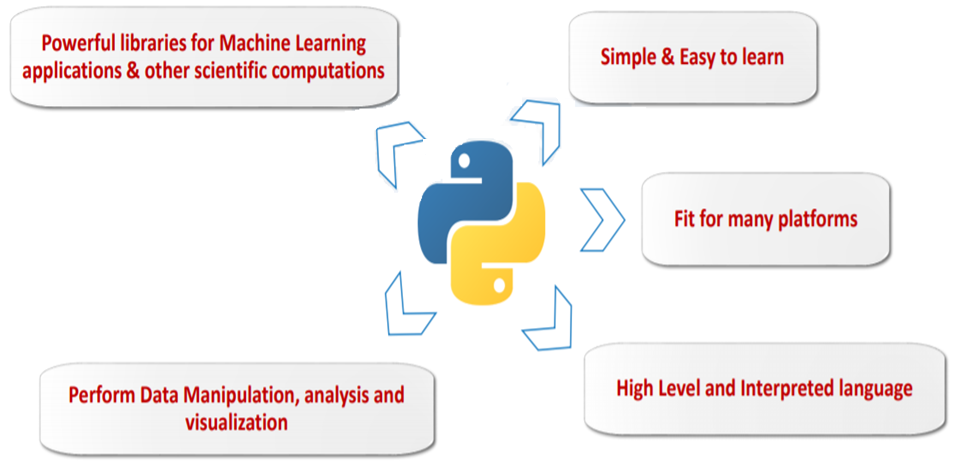 Powerful libraries for Machine Learning
applications & other scientific computations
Simple & Easy to learn
Fit for many platforms
Perform Data Manipulation, analysis and
visualization
High Level and Interpreted language